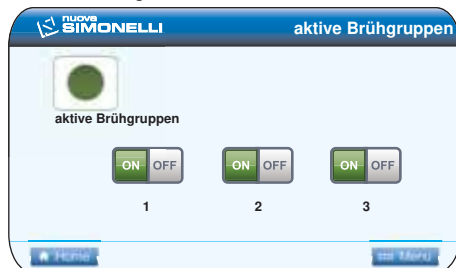 nuova
SIMONELLI
aktive Brühgruppen
aktive Brühgruppen
ON OFF ON OFF ON OFF
1 2 3
Home Menu